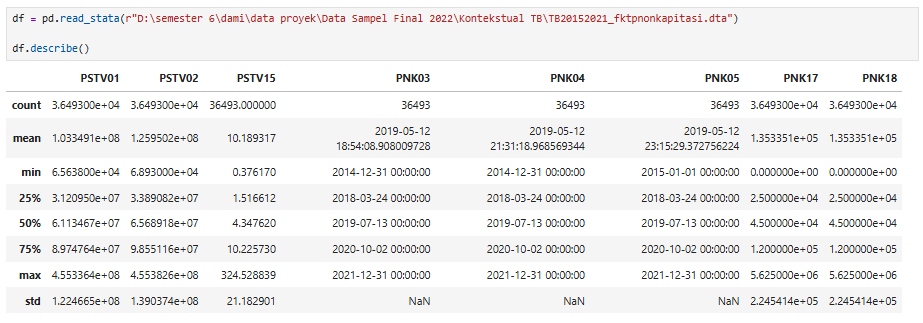 df = pd.read_stata(r"D:\semester 6\dami\data proyek\Data Sampel Final 2022\Kontekstual TB\TB20152021_fktpnonkapitasi.dta")
df.describe()
PSTV01 PSTV02 PSTV15 PNK03 PNK04 PNK05 PNK17 PNK18
count 3.649300e+04 3.649300e+04 36493.000000 36493 36493 36493 3.649300e+04 3.649300e+04
mean 1.033491e+08 1.259502e+08 10.189317 2019-05-12 18:54:08.908009728 2019-05-12 21:31:18.968569344 2019-05-12 23:15:29.372756224 1.353351e+05 1.353351e+05
min 6.563800e+04 6.893000e+04 0.376170 2014-12-31 00:00:00 2014-12-31 00:00:00 2015-01-01 00:00:00 0.000000e+00 0.000000e+00
25% 3.120950e+07 3.389082e+07 1.516612 2018-03-24 00:00:00 2018-03-24 00:00:00 2018-03-24 00:00:00 2.500000e+04 2.500000e+04
50% 6.113467e+07 6.568918e+07 4.347620 2019-07-13 00:00:00 2019-07-13 00:00:00 2019-07-13 00:00:00 4.500000e+04 4.500000e+04
75% 8.974764e+07 9.855116e+07 10.225730 2020-10-02 00:00:00 2020-10-02 00:00:00 2020-10-02 00:00:00 1.200000e+05 1.200000e+05
max 4.553364e+08 4.553826e+08 324.528839 2021-12-31 00:00:00 2021-12-31 00:00:00 2021-12-31 00:00:00 5.625000e+06 5.625000e+06
std 1.224665e+08 1.390374e+08 21.182901 NaN NaN NaN 2.245414e+05 2.245414e+05